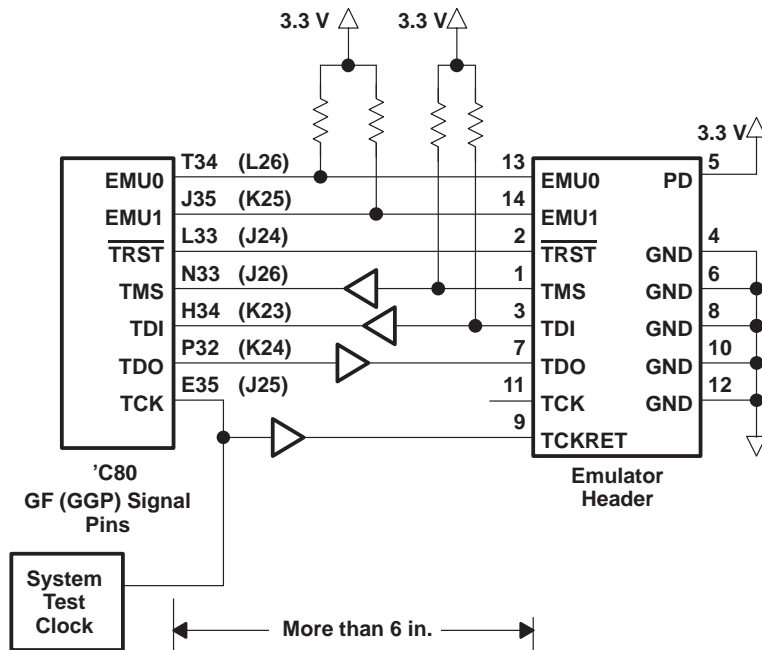 3.3 V
3.3 V
3.3 V
T34 (L26)
13
5
EMU0
EMU0
PD
J35 (K25)
14
EMU1
EMU1
L33 (J24)
2
4
TRST
TRST
GND
N33 (J26)
1
6
TMS
TMS
GND
H34 (K23)
3
8
TDI
TDI
GND
P32 (K24)
7
10
TDO
TDO
GND
E35 (J25)
11
12
TCK
TCK
GND
9
TCKRET
’C80
GF (GGP) Signal
Pins
Emulator
Header
System
Test
Clock
More than 6 in.